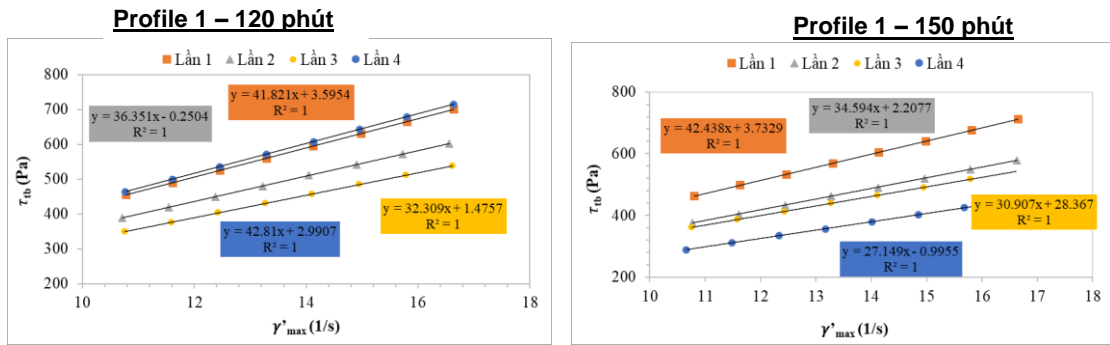 Profile 1 – 120 phút
Lần 1 Lần 2 Lần 3 Lần 4
800
700
600
500
400
300
200
τtb (Pa)
y = 36.351x - 0.2504
R² = 1
y = 41.821x + 3.5954
R² = 1
y = 42.81x + 2.9907
R² = 1
y = 32.309x + 1.4757
R² = 1
10 12 14 16 18
γ’max (1/s)
Profile 1 – 150 phút
Lần 1 Lần 2 Lần 3 Lần 4
800
600
400
200
τtb (Pa)
y = 42.438x + 3.7329
R² = 1
y = 34.594x + 2.2077
R² = 1
y = 30.907x + 28.367
R² = 1
y = 27.149x - 0.9955
R² = 1
10 11 12 13 14 15 16 17 18
γ’max (1/s)